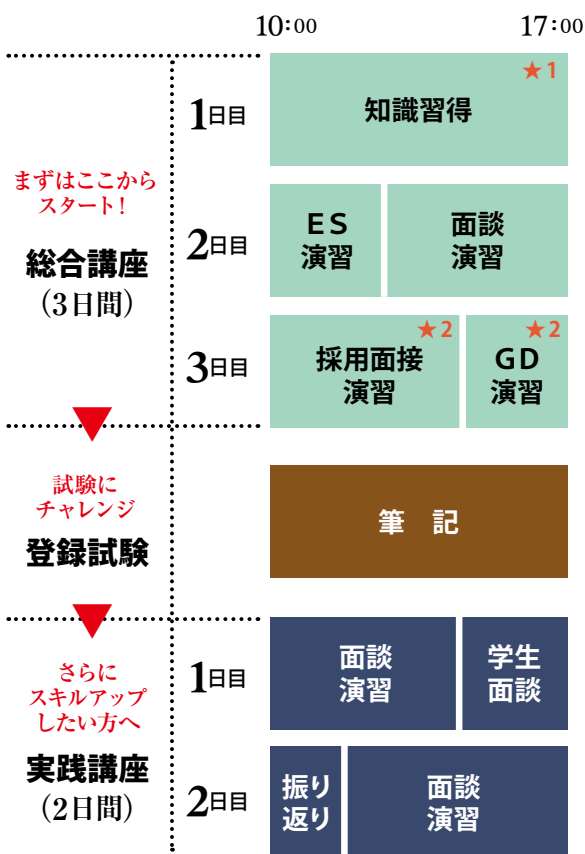 10:00 17:00
まずはここから
スタート!
総合講座
(3日間)
1日目
★1
知識習得
2日目
ES
演習
面談
演習
3日目
★2
採用面接
演習
★2
GD
演習
試験に
チャレンジ
登録試験
筆 記
さらに
スキルアップ
したい方へ
実践講座
(2日間)
1日目
面談
演習
学生
面談
2日目
振り
返り
面談
演習